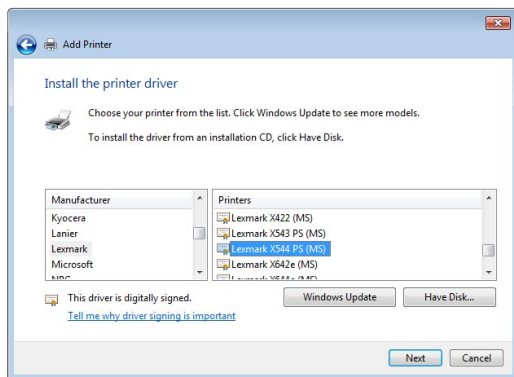 Add Printer
Install the printer driver
Choose your printer from the list. Click Windows Update to see more models.
To install the driver from an installation CD, click Have Disk.
Manufacturer
Kyocera
Lanier
Lexmark
Microsoft
Printers
Lexmark X422 (MS)
Lexmark X543 PS (MS)
Lexmark X544 PS (MS)
Lexmark X642e (MS)
This driver is digitally signed.
Tell me why driver signing is important
Windows Update
Have Disk...
Next
Cancel